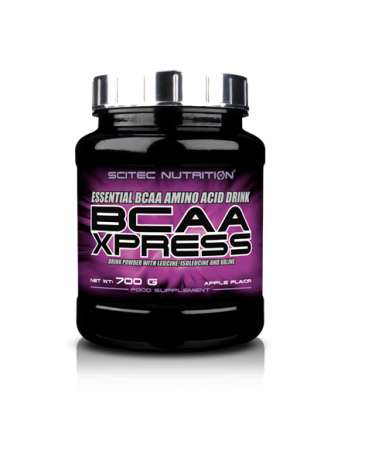 SCITEC NUTRITION
ESSENTIAL BCAA AMINO ACID DRINK
BCAA
XPRESS
DRINK POWDER WITH LEUCINE, ISOLEUCINE AND VALINE
NET WT: 700 G APPLE FLAVOR
FOOD SUPPLEMENT